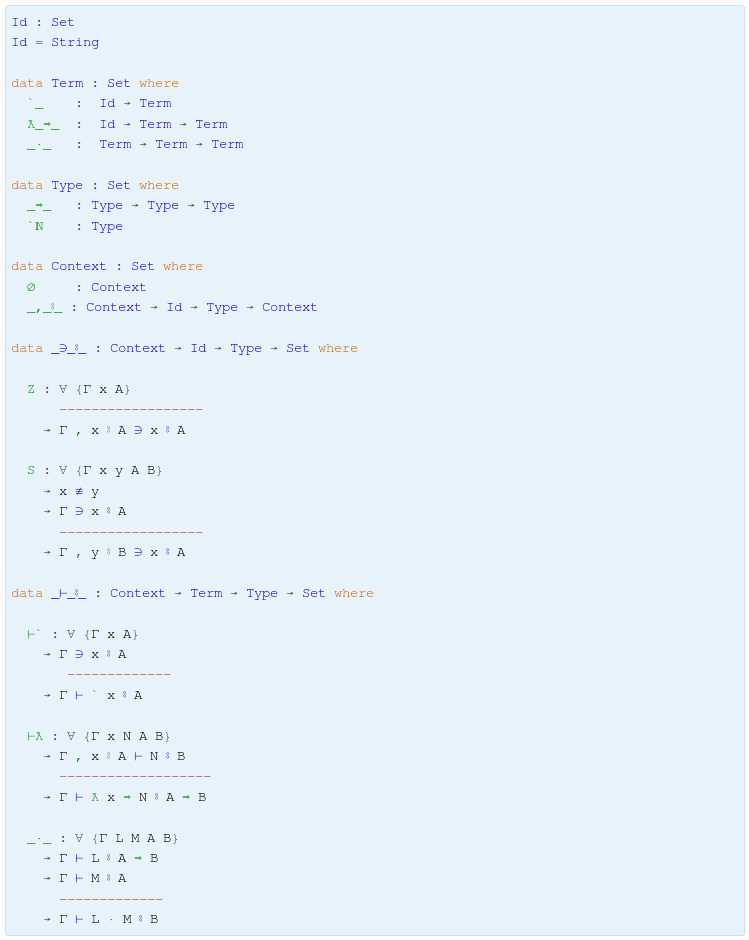 Id : Set
Id = String
data Term : Set where
  `_    :  Id → Term
  ƛ_⇒_  :  Id → Term → Term
  _·_   :  Term → Term → Term
data Type : Set where
  _⇒_   : Type → Type → Type
  `ℕ    : Type
data Context : Set where
  ∅     : Context
  _,_⦂_ : Context → Id → Type → Context
data _∋_⦂_ : Context → Id → Type → Set where
  Z : ∀ {Γ x A}
      ------------------
    → Γ , x ⦂ A ∋ x ⦂ A
  S : ∀ {Γ x y A B}
    → x ≢ y
    → Γ ∋ x ⦂ A
      ------------------
    → Γ , y ⦂ B ∋ x ⦂ A
data _⊢_⦂_ : Context → Term → Type → Set where
  ⊢` : ∀ {Γ x A}
    → Γ ∋ x ⦂ A
       -------------
    → Γ ⊢ ` x ⦂ A
  ⊢ƛ : ∀ {Γ x N A B}
    → Γ , x ⦂ A ⊢ N ⦂ B
      -------------------
    → Γ ⊢ ƛ x ⇒ N ⦂ A ⇒ B
  _·_ : ∀ {Γ L M A B}
    → Γ ⊢ L ⦂ A ⇒ B
    → Γ ⊢ M ⦂ A
      -------------
    → Γ ⊢ L · M ⦂ B